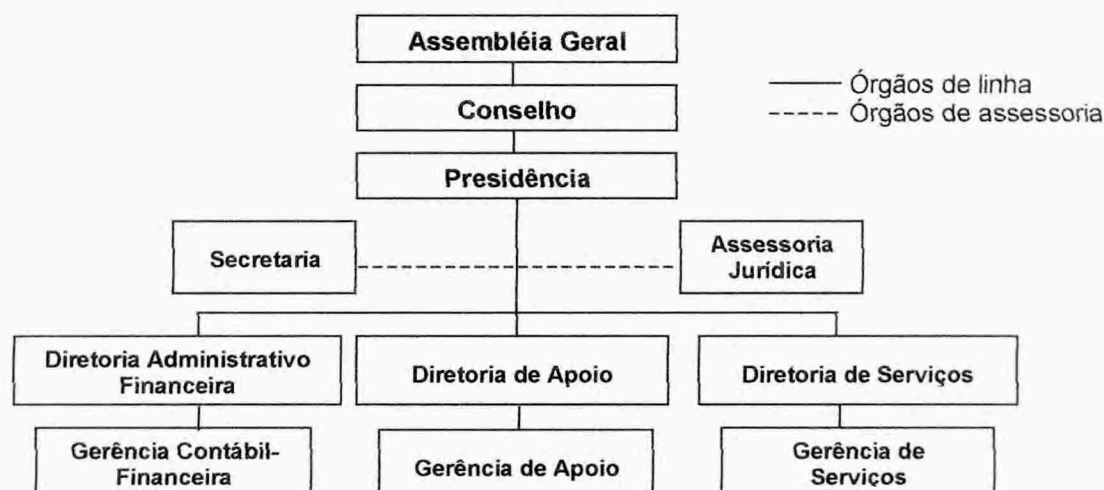 Assembléia Geral
Órgãos de linha
Conselho
Órgãos de assessoria
Presidência
Secretaria
Assessoria
Jurídica
Diretoria Administrativo
Financeira
Diretoria de Apoio
Diretoria de Serviços
Gerência Contábil-
Financeira
Gerência de Apoio
Gerência de
Serviços